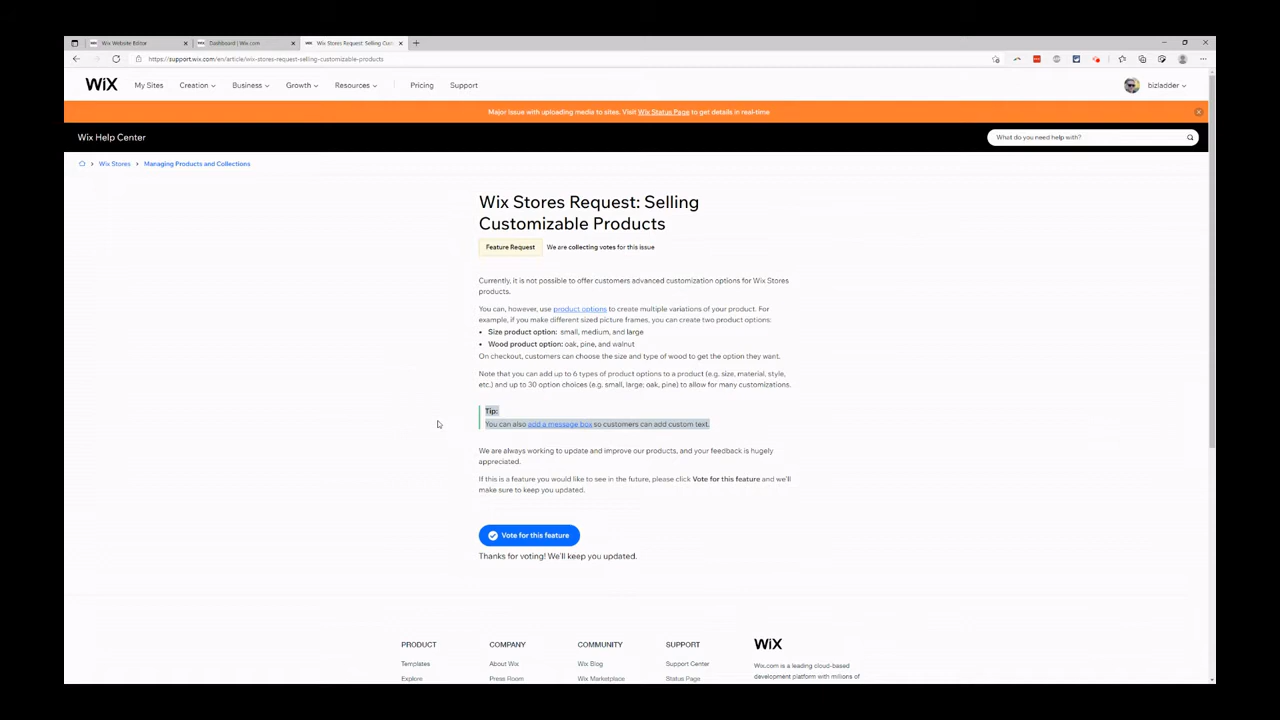 Wix Website Editor
Dashboard | Wix.com
Wix Stores Request: Selling Cus
https://support.wix.com/en/article/wix-stores-request-selling-customizable-products
WiX My Sites Creation Business Growth Resources Pricing Support bizladder
Major issue with uploading media to sites. Visit Wix Status Page to get details in real-time
Wix Help Center
What do you need help with?
Wix Stores > Managing Products and Collections
Wix Stores Request: Selling
Customizable Products
Feature Request We are collecting votes for this issue
Currently, it is not possible to offer customers advanced customization options for Wix Stores
products.
You can, however, use product options to create multiple variations of your product. For
example, if you make different sized picture frames, you can create two product options:
• Size product option: small, medium, and large
• Wood product option: oak, pine, and walnut
On checkout, customers can choose the size and type of wood to get the option they want.
Note that you can add up to 6 types of product options to a product (e.g. size, material, style,
etc.) and up to 30 option choices (e.g. small, large; oak, pine) to allow for many customizations.
Tip:
You can also add a message box so customers can add custom text.
We are always working to update and improve our products, and your feedback is hugely
appreciated.
If this is a feature you would like to see in the future, please click Vote for this feature and we'll
make sure to keep you updated.
Vote for this feature
Thanks for voting! We'll keep you updated.
PRODUCT COMPANY COMMUNITY SUPPORT WiX
Templates About Wix Wix Blog Support Center Wix.com is a leading cloud-based
Explore Press Room Wix Marketplace Status Page development platform with millions of